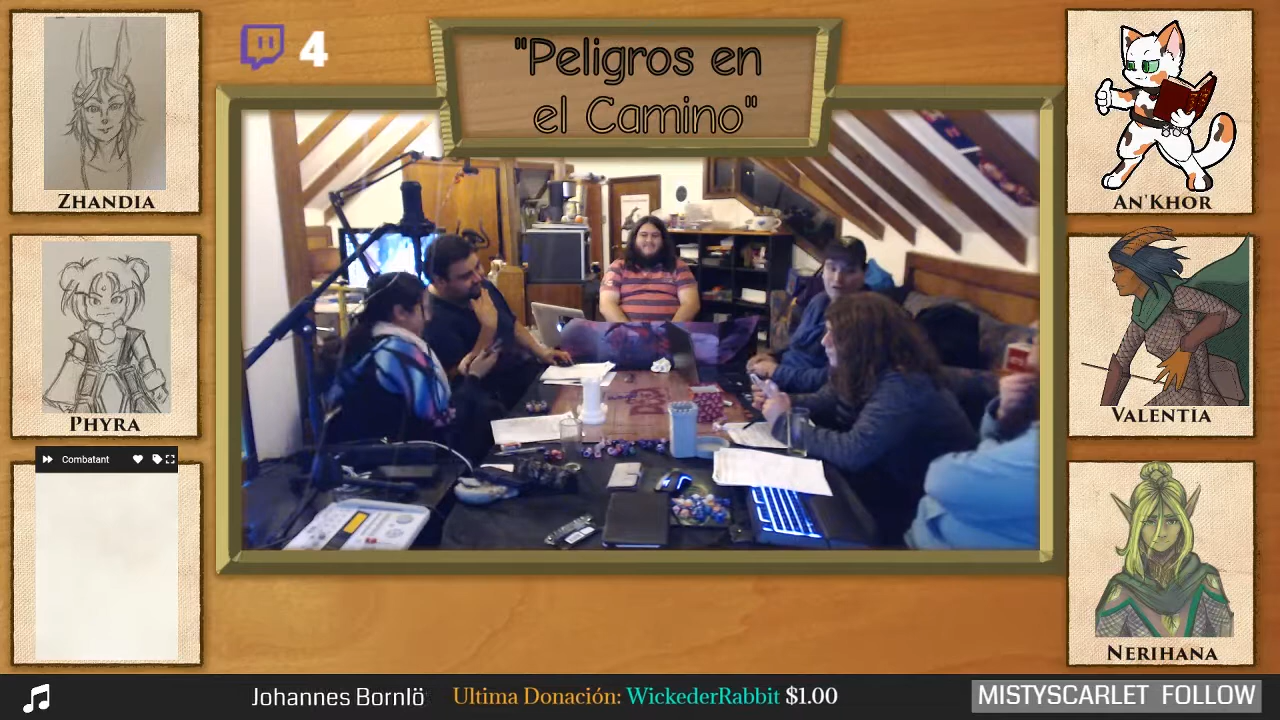 4
"Peligros en
el Camino"
ZHANDIA
AN'KHOR
PHYRA
VALENTÍA
Combatant
NERIHANA
Johannes Bornlö
Ultima Donación: WickederRabbit $1.00
MISTYSCARLET FOLLOW